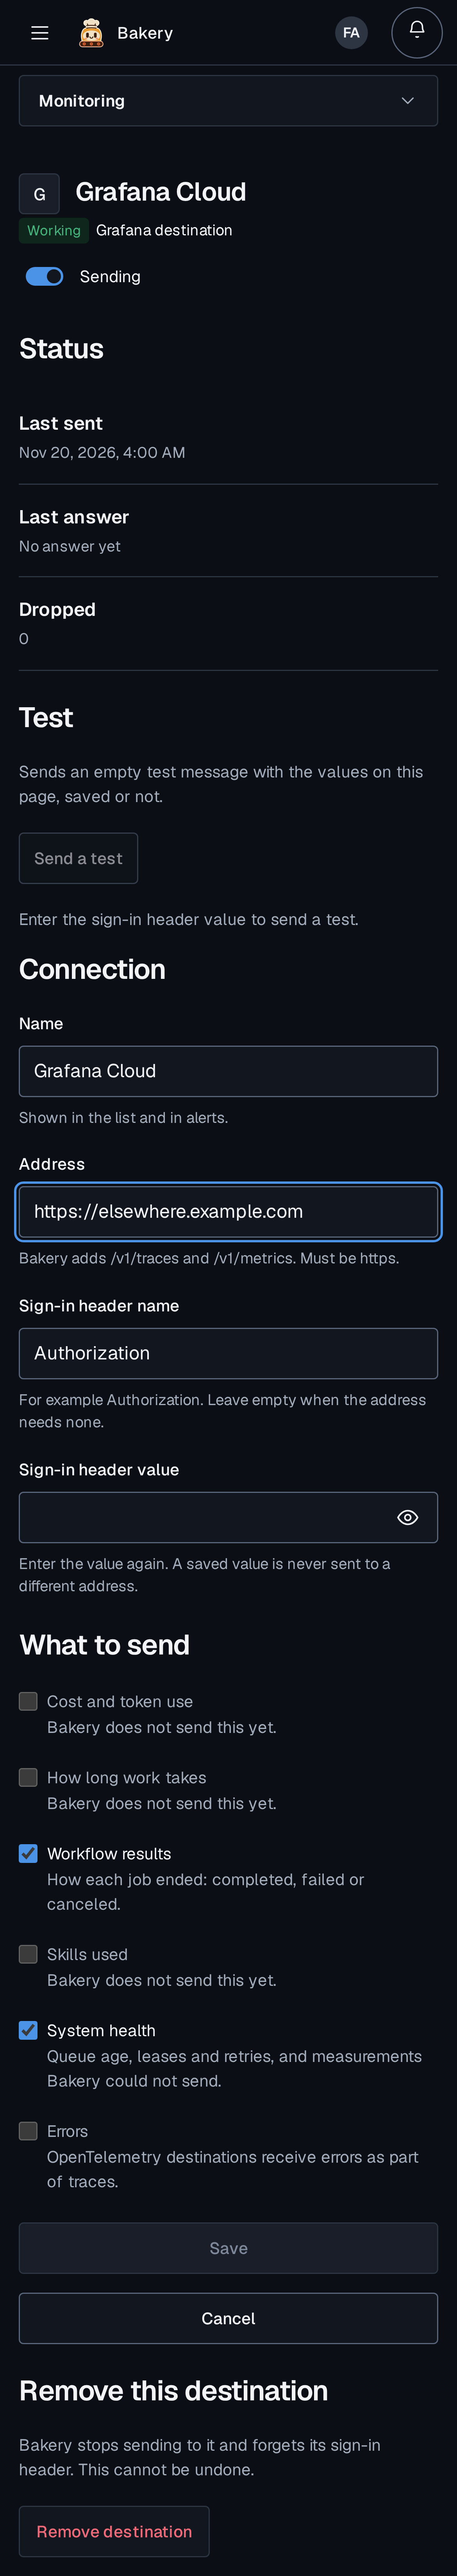 Bakery
FA
Monitoring
G
Grafana Cloud
Working
Grafana destination
Sending
Status
Last sent
Nov 20, 2026, 4:00 AM
Last answer
No answer yet
Dropped
0
Test
Sends an empty test message with the values on this
page, saved or not.
Send a test
Enter the sign-in header value to send a test.
Connection
Name
Grafana Cloud
Shown in the list and in alerts.
Address
https://elsewhere.example.com
Bakery adds /v1/traces and /v1/metrics. Must be https.
Sign-in header name
Authorization
For example Authorization. Leave empty when the address
needs none.
Sign-in header value
Enter the value again. A saved value is never sent to a
different address.
What to send
Cost and token use
Bakery does not send this yet.
How long work takes
Bakery does not send this yet.
Workflow results
How each job ended: completed, failed or
canceled.
Skills used
Bakery does not send this yet.
System health
Queue age, leases and retries, and measurements
Bakery could not send.
Errors
OpenTelemetry destinations receive errors as part
of traces.
Save
Cancel
Remove this destination
Bakery stops sending to it and forgets its sign-in
header. This cannot be undone.
Remove destination